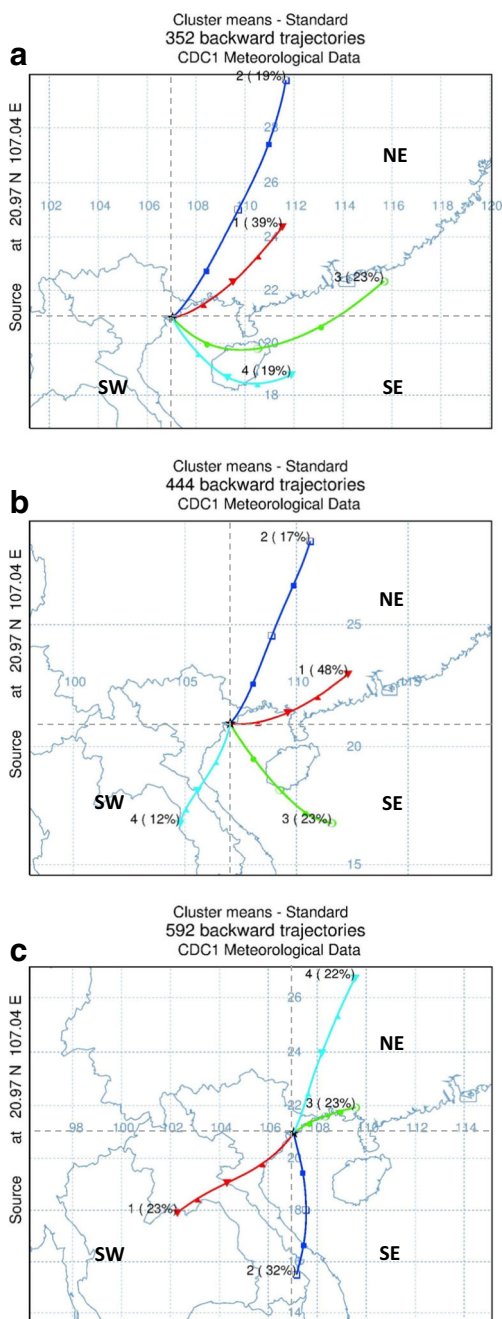 a
Cluster means - Standard
352 backward trajectories
CDC1 Meteorological Data
Source at 20.97 N 107.04 E
2 ( 19%)
28
NE
26
102 104 106 108 110 112 114 116 118 120
1 ( 39%)
24
3 ( 23%)
22
20
4 ( 19%)
SW
18
SE
b
Cluster means - Standard
444 backward trajectories
CDC1 Meteorological Data
Source at 20.97 N 107.04 E
2 ( 17%)
NE
25
1 ( 48%)
100 105 110 115
20
SW
SE
4 ( 12%)
3 ( 23%)
15
c
Cluster means - Standard
592 backward trajectories
CDC1 Meteorological Data
Source at 20.97 N 107.04 E
4 ( 22%)
26
NE
24
3 ( 23%)
22
98 100 102 104 106 108 110 112 114
20
1 ( 23%)
18
SW
SE
16
2 ( 32%)
14